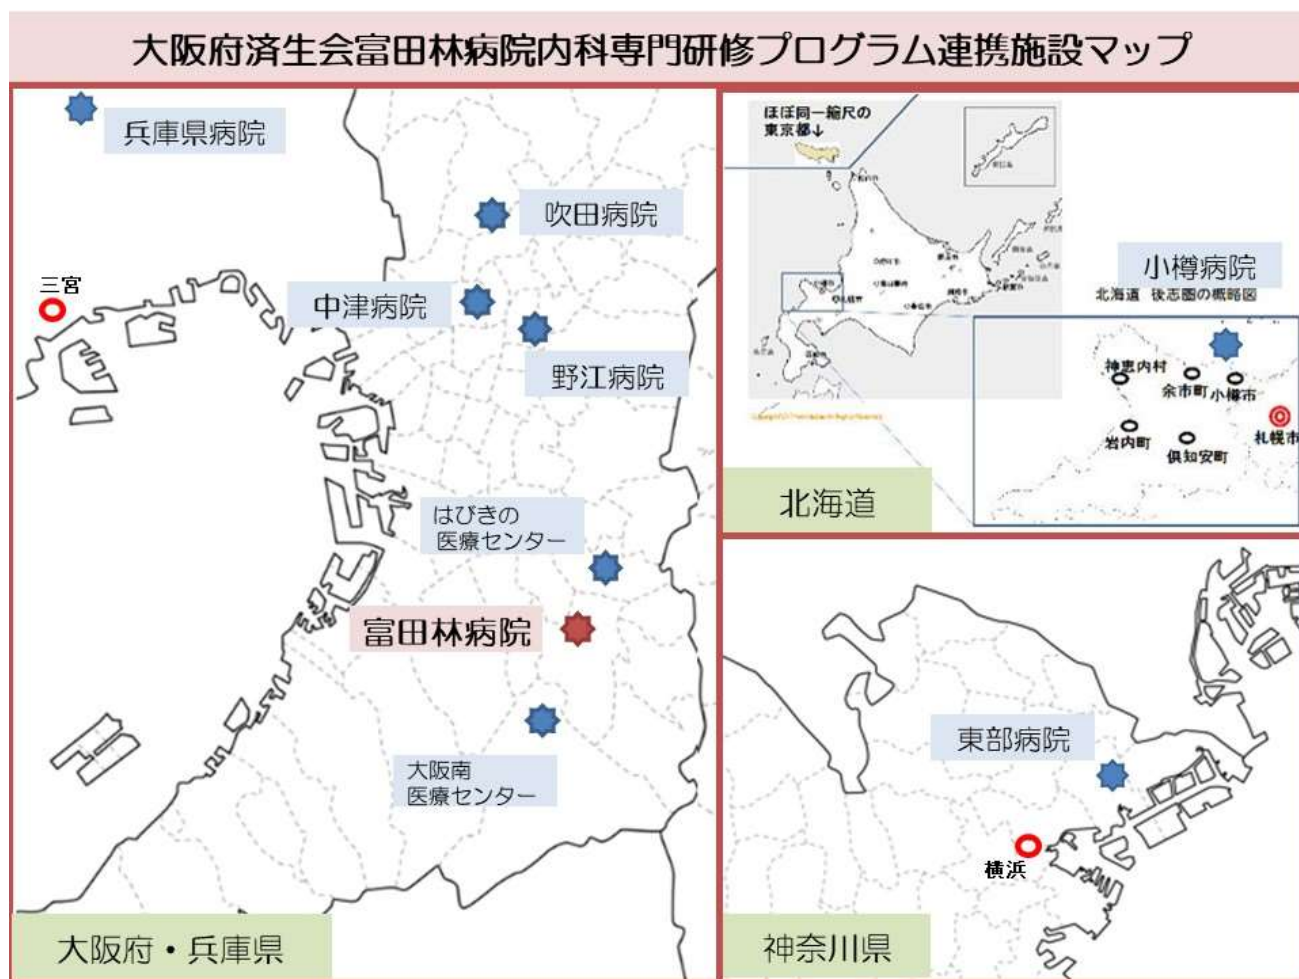 大阪府済生会富田林病院内科専門研修プログラム連携施設マップ
兵庫県病院
吹田病院
三宮
中津病院
野江病院
はびきの
医療センター
富田林病院
大阪南
医療センター
大阪府・兵庫県
ほぼ同一縮尺の
東京都↓
小樽病院
北海道 後志圏の概略図
神恵内村
余市町
小樽市
札幌市
岩内町
倶知安町
北海道
東部病院
横浜
神奈川県